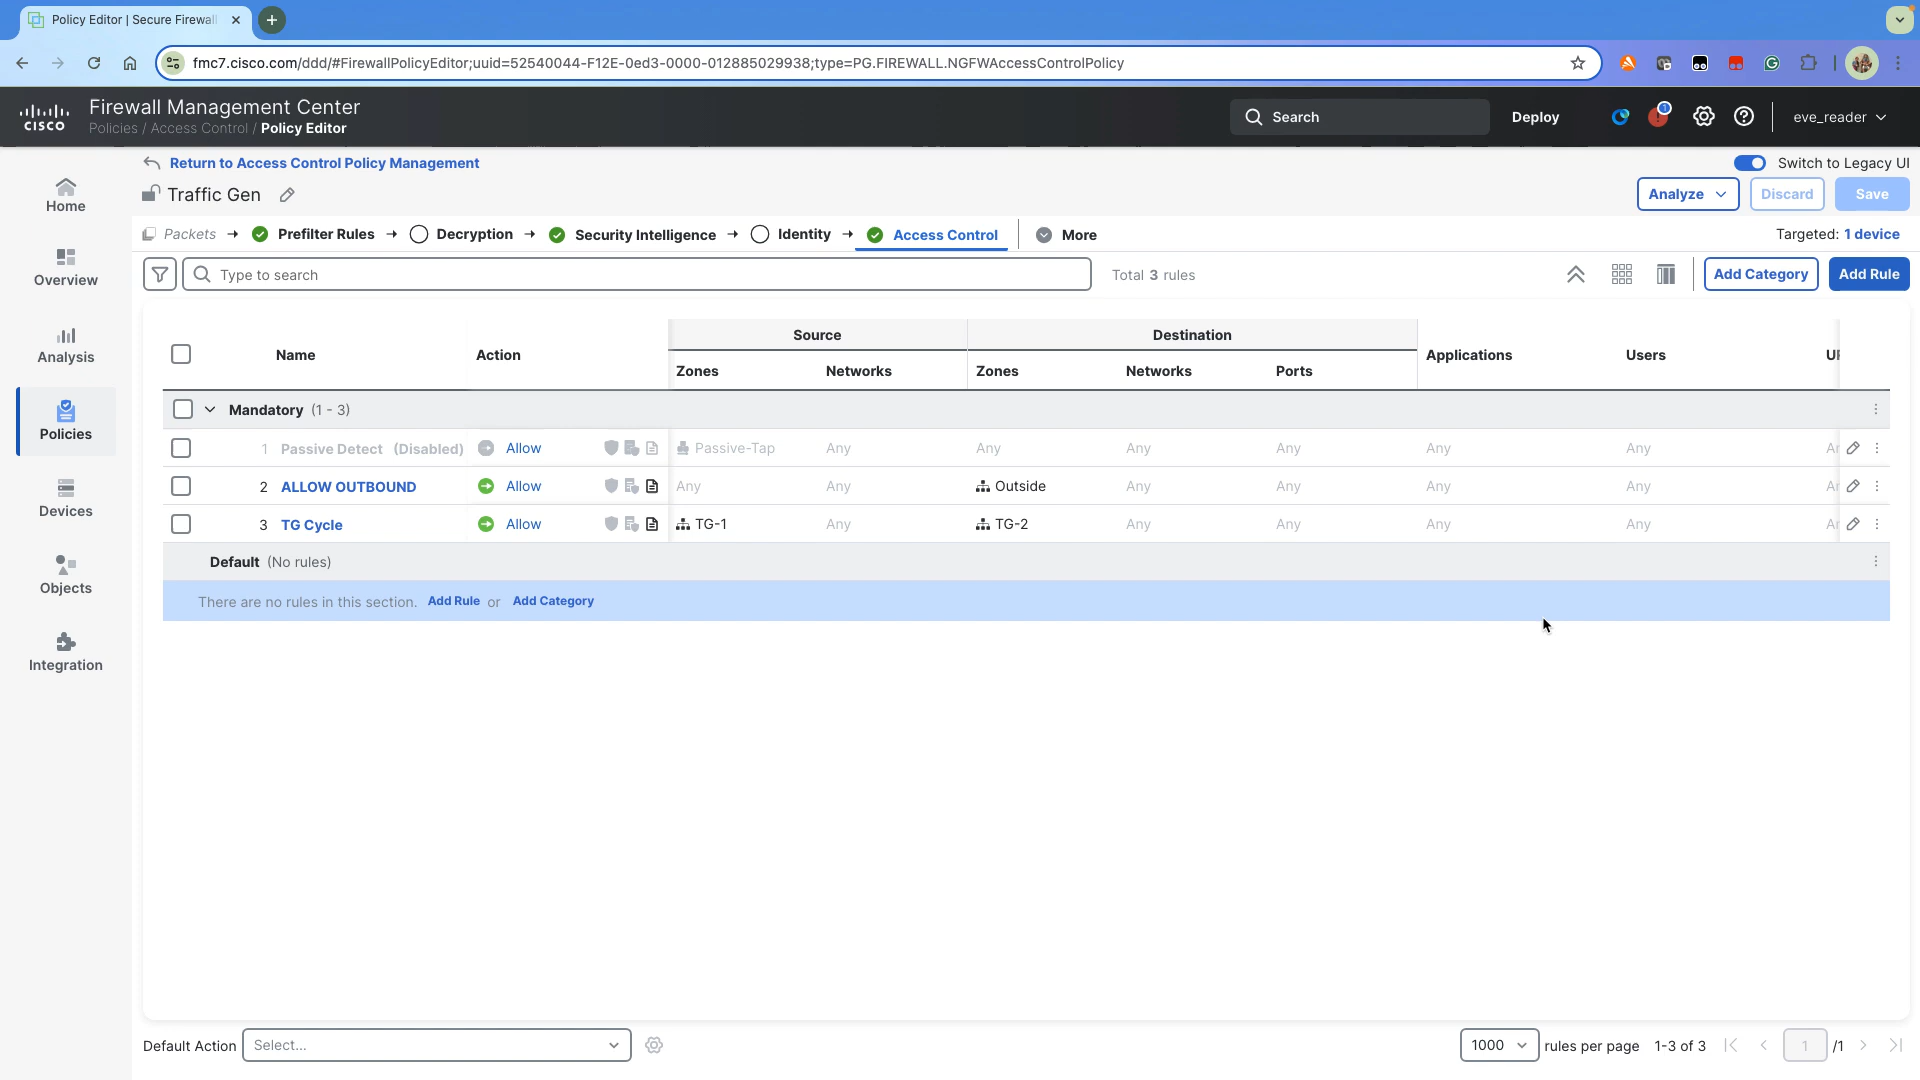 Policy Editor | Secure Firewal
fmc7.cisco.com/ddd/#FirewallPolicyEditor;uuid=52540044-F12E-0ed3-0000-012885029938;type=PG.FIREWALL.NGFWAccessControlPolicy
CISCO Firewall Management Center
Policies / Access Control / Policy Editor
Search Deploy 1 eve_reader
Return to Access Control Policy Management Switch to Legacy UI
Traffic Gen Analyze Discard Save
Packets Prefilter Rules Decryption Security Intelligence Identity Access Control More Targeted: 1 device
Type to search Total 3 rules Add Category Add Rule
Source Destination
Name Action Applications Users
Zones Networks Zones Networks Ports
Mandatory (1 - 3)
1 Passive Detect (Disabled) Allow Passive-Tap Any Any Any Any Any Any
2 ALLOW OUTBOUND Allow Any Any Outside Any Any Any Any
3 TG Cycle Allow TG-1 Any TG-2 Any Any Any Any
Default (No rules)
There are no rules in this section. Add Rule or Add Category
Home
Overview
Analysis
Policies
Devices
Objects
Integration
Default Action Select... 1000 rules per page 1-3 of 3 1 /1